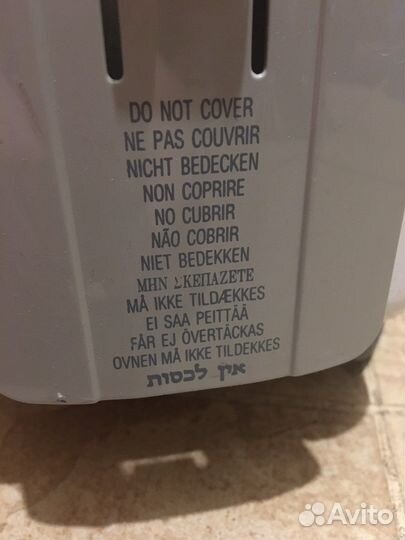 DO NOT COVER
NE PAS COUVRIR
NICHT BEDECKEN
NON COPRIRE
NO CUBRIR
NÃO COBRIR
NIET BEDEKKEN
ΜΗΝ ΣΚΕΠΑΖΕΤΕ
MÅ IKKE TILDÆKKES
EI SAA PEITTÄÄ
FÅR EJ ÖVERTÄCKAS
OVNEN MÅ IKKE TILDEKKES
אין לכסות
Avito